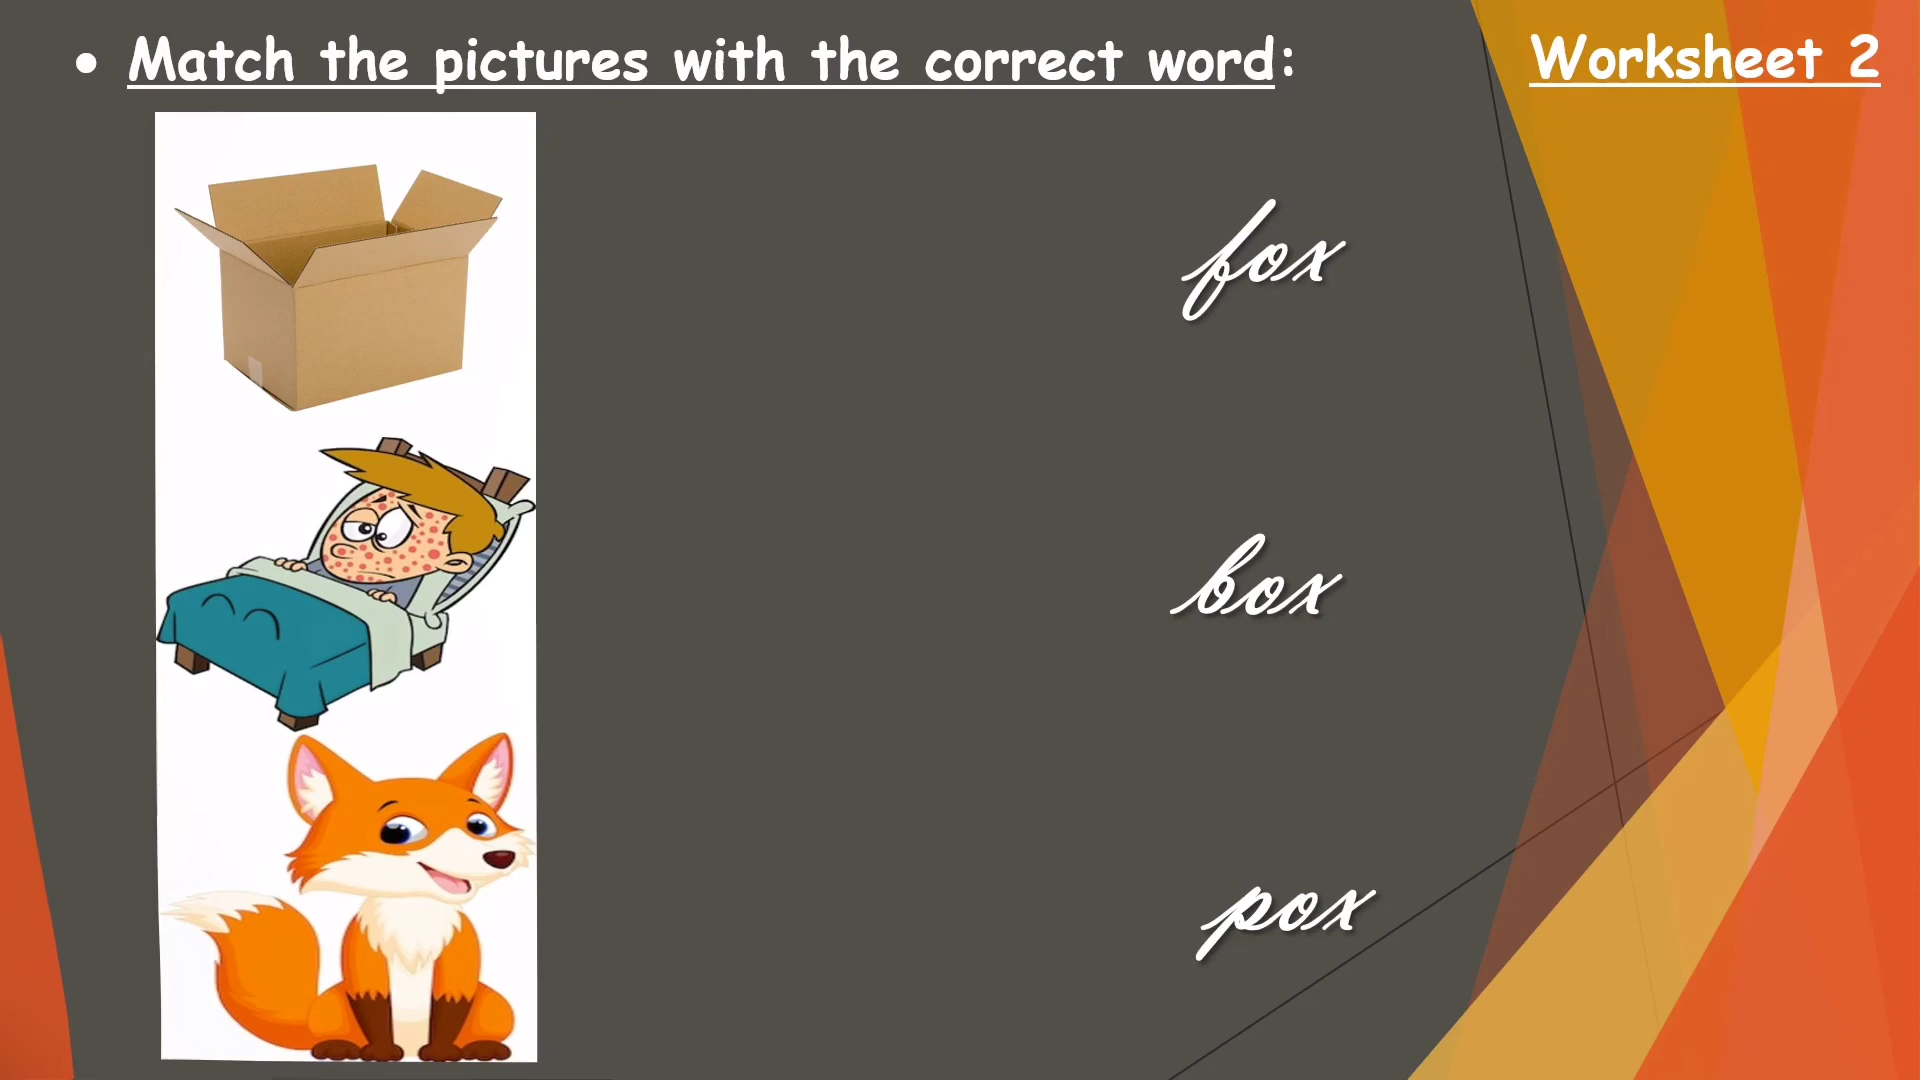 • Match the pictures with the correct word:
Worksheet 2
fox
box
pox